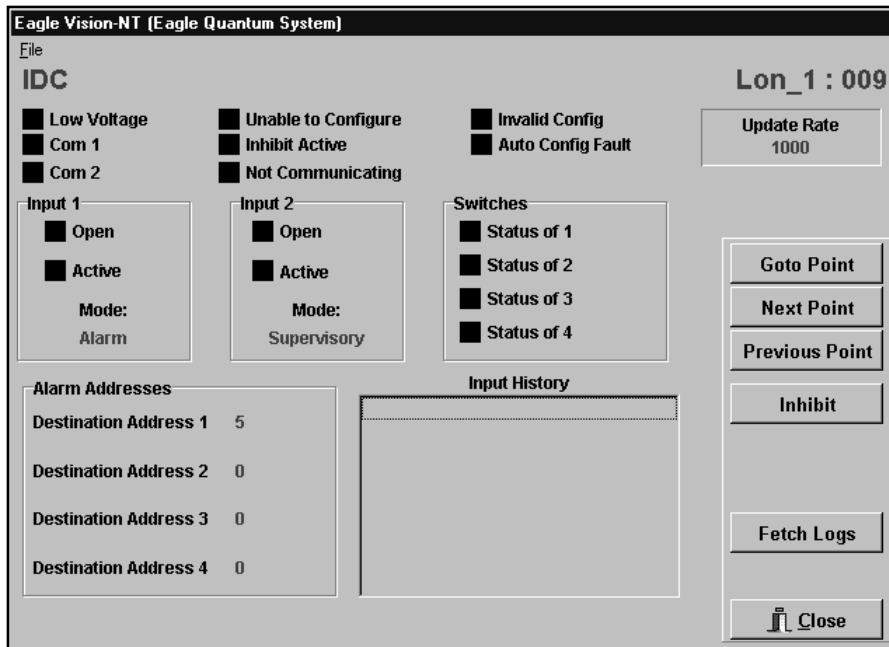 Eagle Vision-NT (Eagle Quantum System)
File
IDC
Lon_1 : 009
Low Voltage
Unable to Configure
Invalid Config
Com 1
Inhibit Active
Auto Config Fault
Com 2
Not Communicating
Update Rate
1000
Input 1
Open
Active
Mode:
Alarm
Input 2
Open
Active
Mode:
Supervisory
Switches
Status of 1
Status of 2
Status of 3
Status of 4
Alarm Addresses
Destination Address 1 5
Destination Address 2 0
Destination Address 3 0
Destination Address 4 0
Input History
Goto Point
Next Point
Previous Point
Inhibit
Fetch Logs
Close